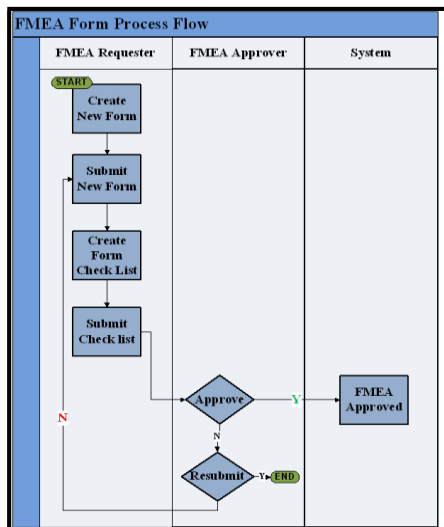 FMEA Form Process Flow
FMEA Requester
FMEA Approver
System
START
Create
New Form
Submit
New Form
Create
Form
Check List
Submit
Check list
Approve
Y
FMEA
Approved
N
N
Resubmit
Y
END